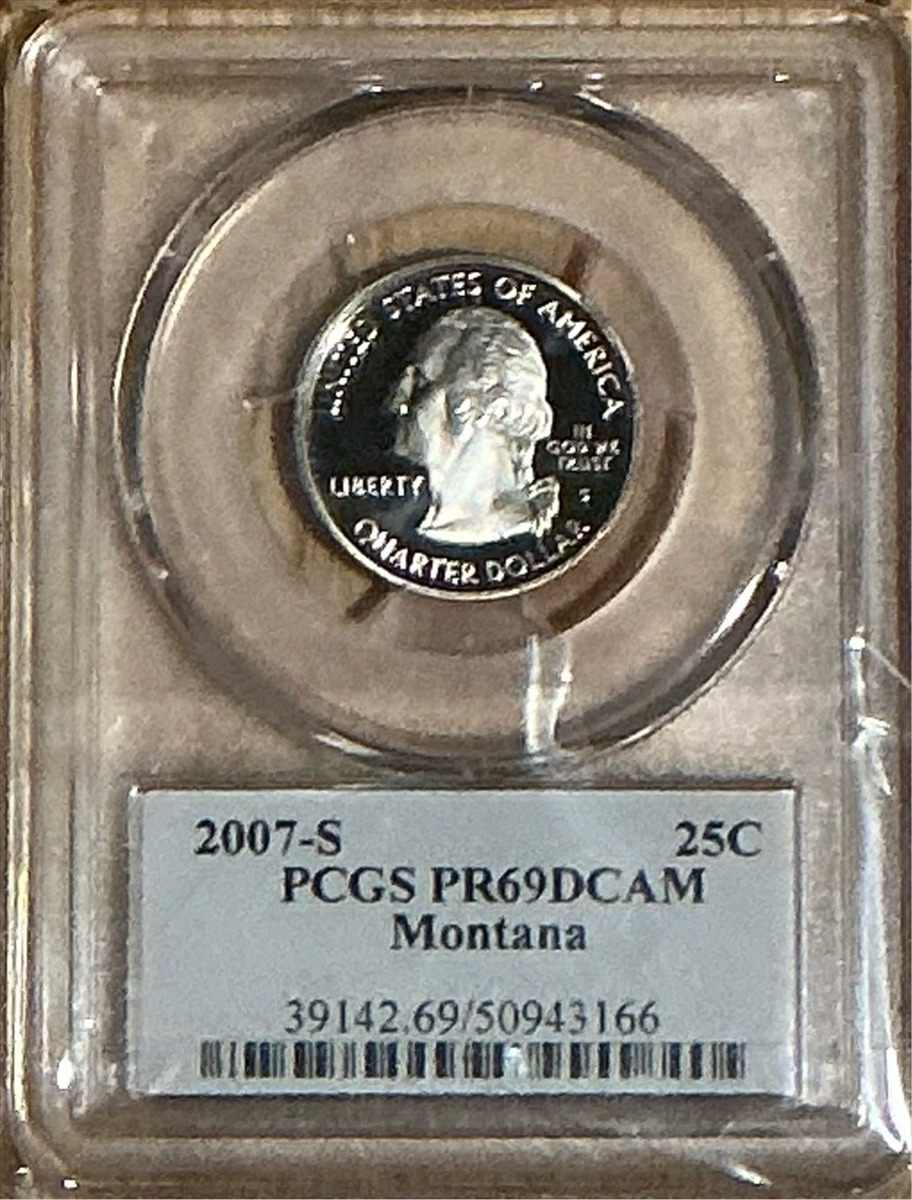 UNITED STATES OF AMERICA
LIBERTY
IN
GOD WE
TRUST
S
QUARTER DOLLAR
2007-S 25C
PCGS PR69DCAM
Montana
39142.69/50943166